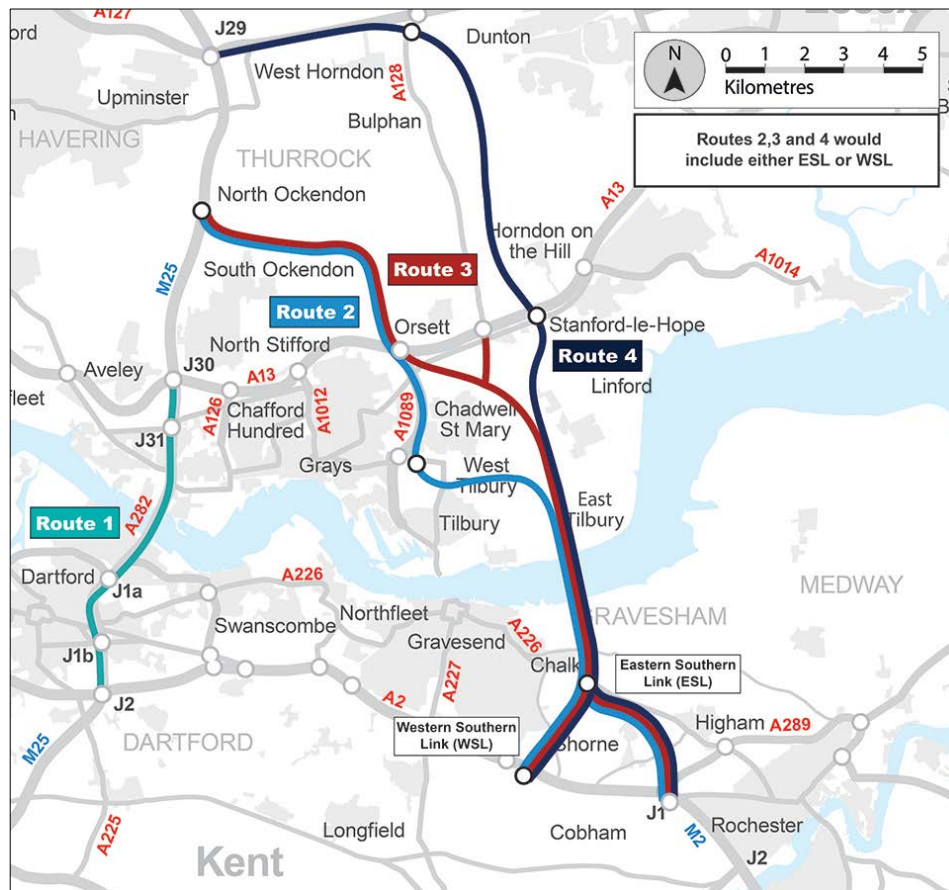 A127
Essex
ford
J29
Dunton
West Horndon
A128
Upminster
Bulphan
HAVERING
THURROCK
N
0 1 2 3 4 5
Kilometres
Routes 2,3 and 4 would
include either ESL or WSL
North Ockendon
A13
Horndon on
the Hill
A1014
M25
South Ockendon
Route 3
Route 2
Orsett
Stanford-le-Hope
North Stifford
Route 4
J30
Aveley
A13
Linford
fleet
A126
Chafford
Hundred
A1012
A1089
Chadwell
St Mary
J31
Grays
West
Tilbury
East
Tilbury
Tilbury
A282
Route 1
Dartford
J1a
A226
MEDWAY
Northfleet
GRAVESHAM
Swanscombe
Gravesend
A226
J1b
Chalk
Eastern Southern
Link (ESL)
A227
J2
A2
Higham
A289
Western Southern
Link (WSL)
Shorne
M25
DARTFORD
J1
M2
Rochester
Longfield
Cobham
A225
J2
Kent